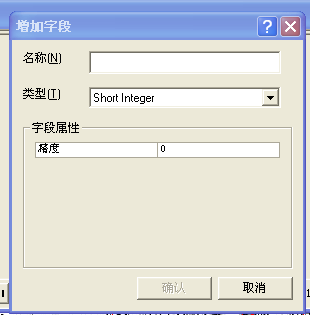 增加字段
名称(N)
类型(T) Short Integer
字段属性
精度 0
确认 取消